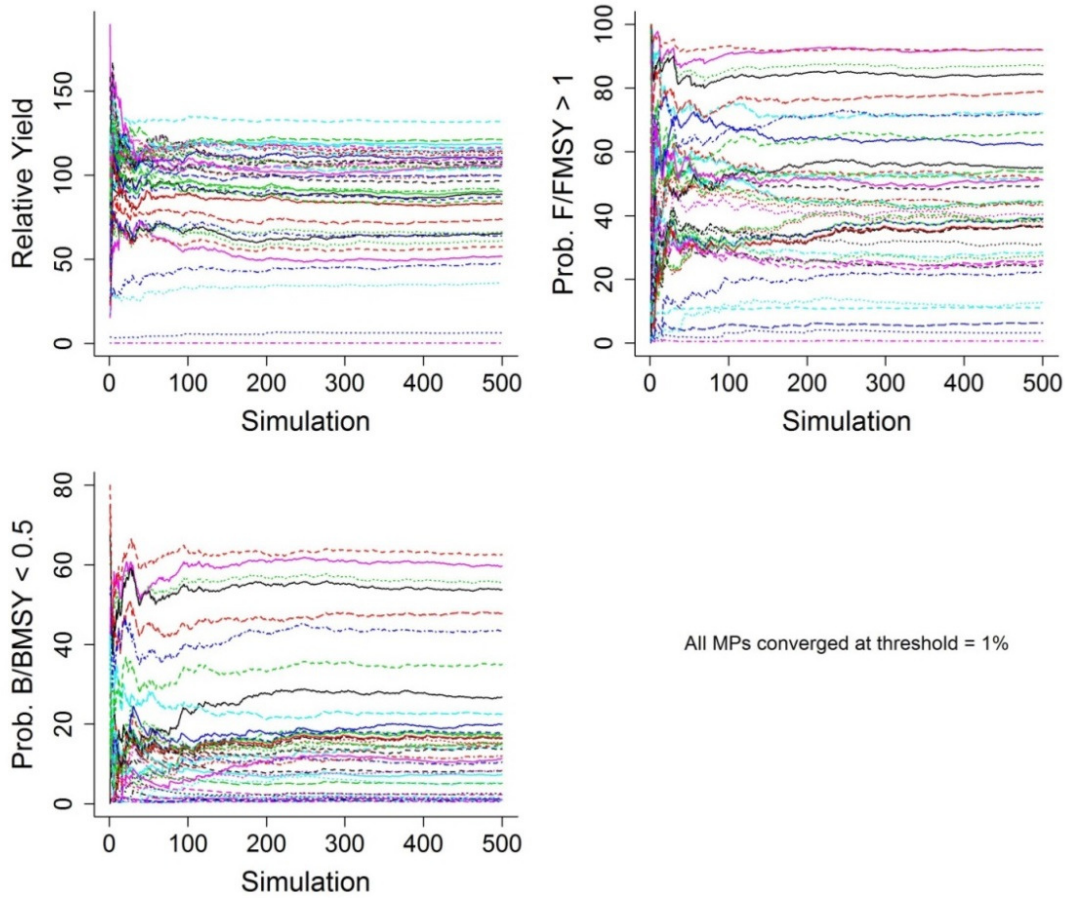 Relative Yield
150
100
50
0
0 100 200 300 400 500
Simulation
Prob. F/FMSY > 1
100
80
60
40
20
0
0 100 200 300 400 500
Simulation
Prob. B/BMSY < 0.5
80
60
40
20
0
0 100 200 300 400 500
Simulation
All MPs converged at threshold = 1%